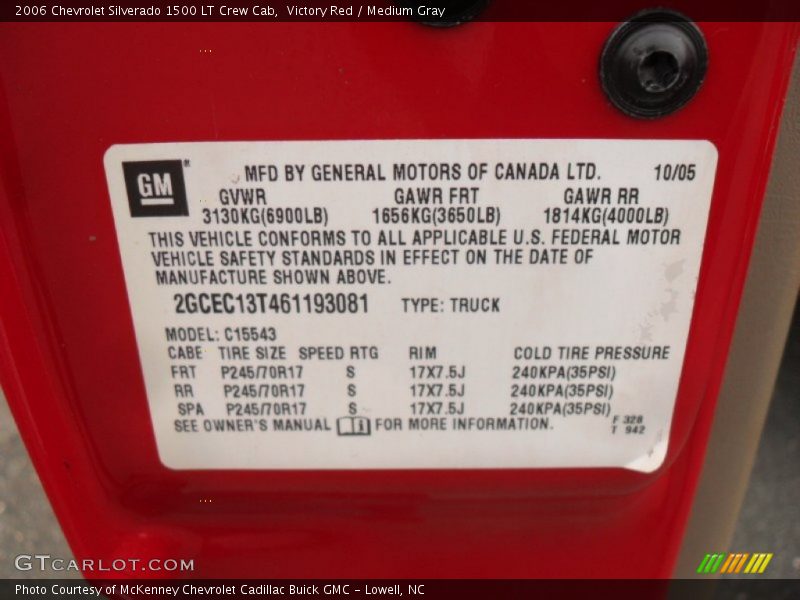 2006 Chevrolet Silverado 1500 LT Crew Cab, Victory Red / Medium Gray
GM
MFD BY GENERAL MOTORS OF CANADA LTD. 10/05
GVWR GAWR FRT GAWR RR
3130KG(6900LB) 1656KG(3650LB) 1814KG(4000LB)
THIS VEHICLE CONFORMS TO ALL APPLICABLE U.S. FEDERAL MOTOR
VEHICLE SAFETY STANDARDS IN EFFECT ON THE DATE OF
MANUFACTURE SHOWN ABOVE.
2GCEC13T461193081 TYPE: TRUCK
MODEL: C15543
CABE TIRE SIZE SPEED RTG RIM COLD TIRE PRESSURE
FRT P245/70R17 S 17X7.5J 240KPA(35PSI)
RR P245/70R17 S 17X7.5J 240KPA(35PSI)
SPA P245/70R17 S 17X7.5J 240KPA(35PSI)
SEE OWNER'S MANUAL FOR MORE INFORMATION.
F 328
T 942
GTCARLOT.COM
Photo Courtesy of McKenney Chevrolet Cadillac Buick GMC - Lowell, NC